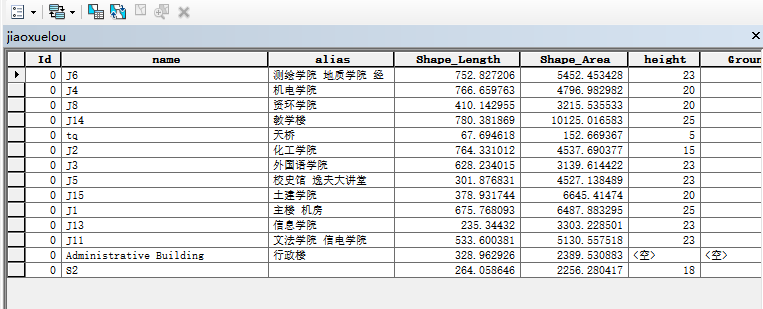 jiaoxuelou
Id name alias Shape_Length Shape_Area height Groun
0 J6 测绘学院 地质学院 经 752.827206 5452.453428 23
0 J4 机电学院 766.659763 4796.982982 20
0 J8 资环学院 410.142955 3215.535533 20
0 J14 教学楼 780.381869 10125.016583 25
0 tq 天桥 67.694618 152.669367 5
0 J2 化工学院 764.331012 4537.690377 15
0 J3 外国语学院 628.234015 3139.614422 23
0 J5 校史馆 逸夫大讲堂 301.876831 4527.138489 23
0 J15 土建学院 378.931744 6645.41474 20
0 J1 主楼 机房 675.768093 6487.883295 25
0 J13 信息学院 235.34432 3303.228501 23
0 J11 文法学院 信电学院 533.600381 5130.557518 23
0 Administrative Building 行政楼 328.962926 2389.530883 <空> <空>
0 S2 264.058646 2256.280417 18